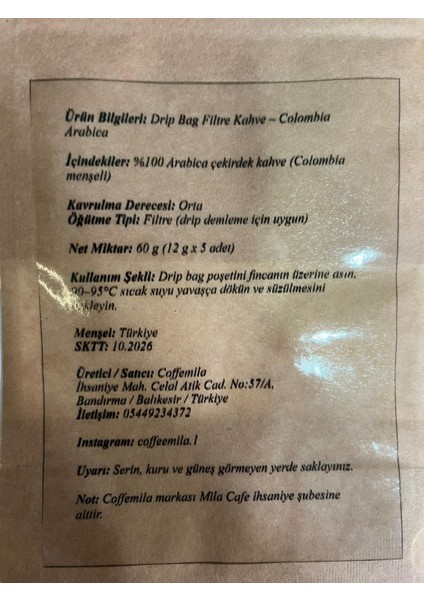 Ürün Bilgileri: Drip Bag Filtre Kahve – Colombia
Arabica
İçindekiler: %100 Arabica çekirdek kahve (Colombia
menşeli)
Kavrulma Derecesi: Orta
Öğütme Tipi: Filtre (drip demleme için uygun)
Net Miktar: 60 g (12 g x 5 adet)
Kullanım Şekli: Drip bag poşetini fincanın üzerine asın,
90–95°C sıcak suyu yavaşça dökün ve süzülmesini
bekleyin.
Menşei: Türkiye
SKTT: 10.2026
Üretici / Satıcı: Coffemila
İhsaniye Mah. Celal Atik Cad. No:57/A,
Bandırma / Balıkesir / Türkiye
İletişim: 05449234372
Instagram: coffeemila.1
Uyarı: Serin, kuru ve güneş görmeyen yerde saklayınız.
Not: Coffemila markası Mila Cafe ihsaniye şubesine
aittir.